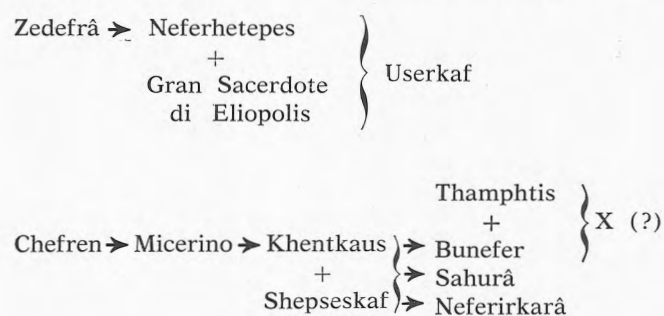 Zedefrâ → Neferhetepes
+
Gran Sacerdote
di Eliopolis
Userkaf
Thamphtis
+
X (?)
Chefren → Micerino → Khentkaus → Bunefer
+ → Sahurâ
Shepseskaf → Neferirkarâ